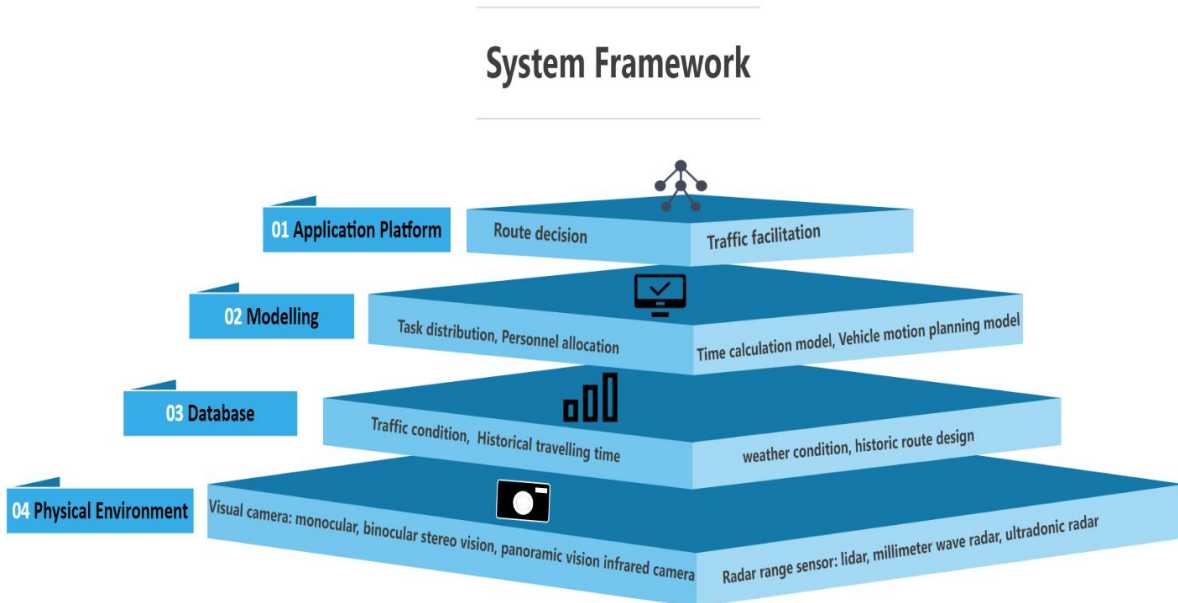 System Framework
01 Application Platform
Route decision
Traffic facilitation
02 Modelling
Task distribution, Personnel allocation
Time calculation model, Vehicle motion planning model
03 Database
Traffic condition, Historical travelling time
weather condition, historic route design
04 Physical Environment
Visual camera: monocular, binocular stereo vision, panoramic vision infrared camera
Radar range sensor: lidar, millimeter wave radar, ultradonic radar